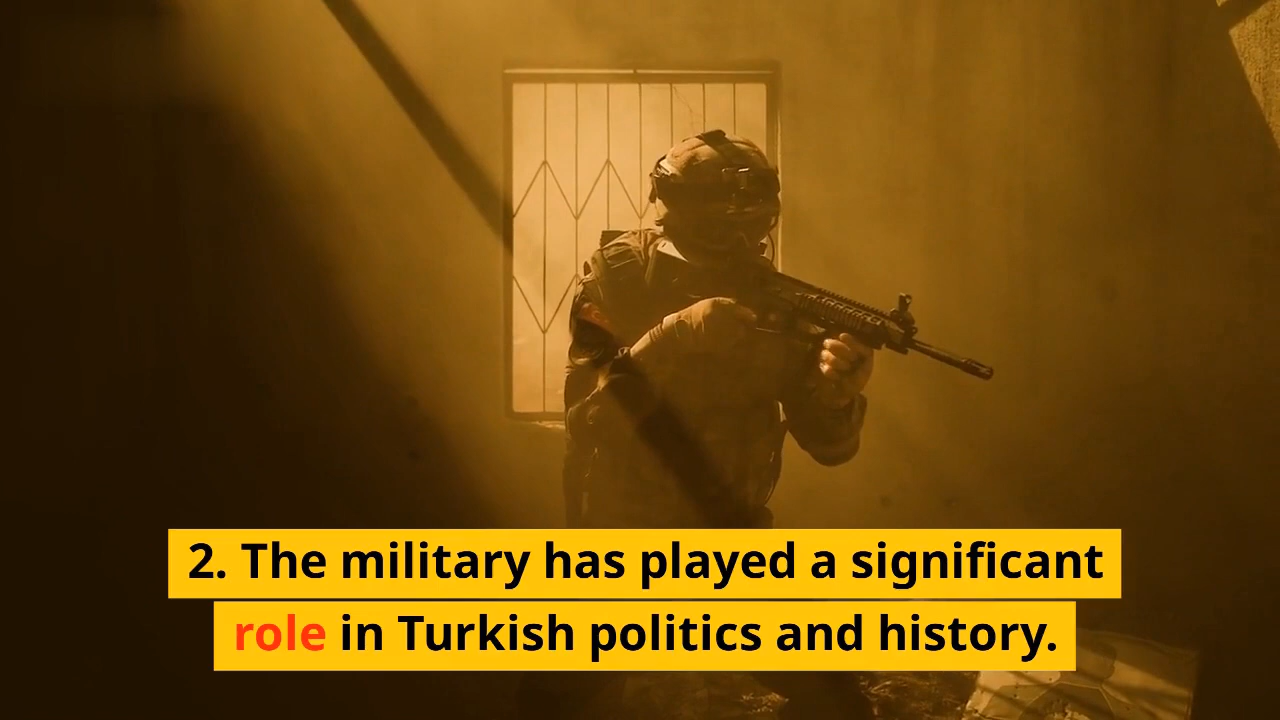 2. The military has played a significant
role in Turkish politics and history.